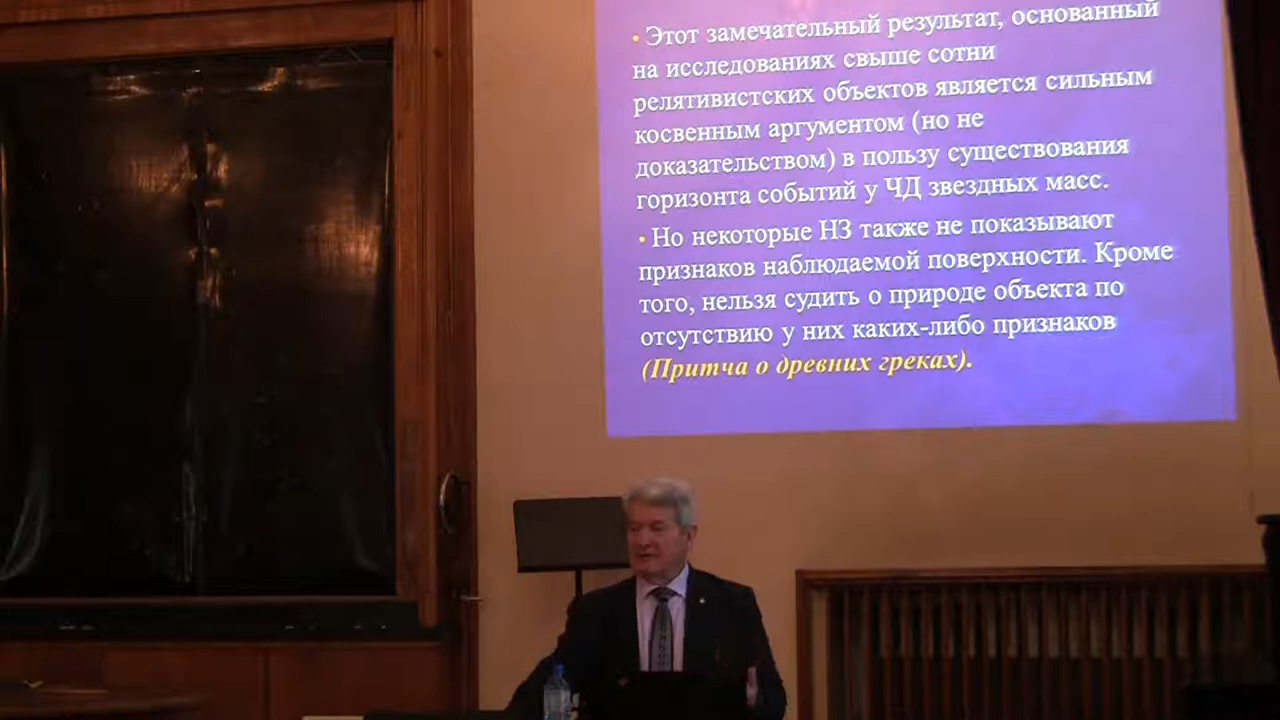 • Этот замечательный результат, основанный
на исследованиях свыше сотни
релятивистских объектов является сильным
косвенным аргументом (но не
доказательством) в пользу существования
горизонта событий у ЧД звездных масс.
• Но некоторые НЗ также не показывают
признаков наблюдаемой поверхности. Кроме
того, нельзя судить о природе объекта по
отсутствию у них каких-либо признаков
(Притча о древних греках).